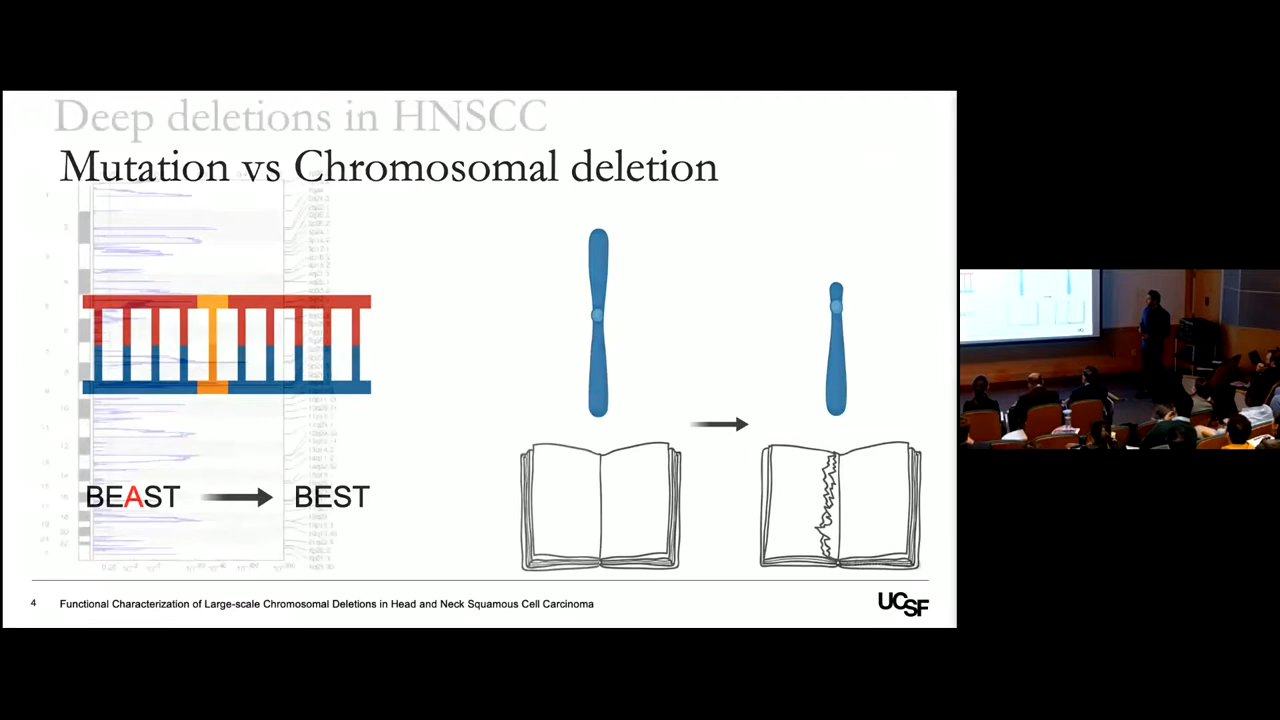 Deep deletions in HNSCC
Mutation vs Chromosomal deletion
BEAST
BEST
4
Functional Characterization of Large-scale Chromosomal Deletions in Head and Neck Squamous Cell Carcinoma
UCSF